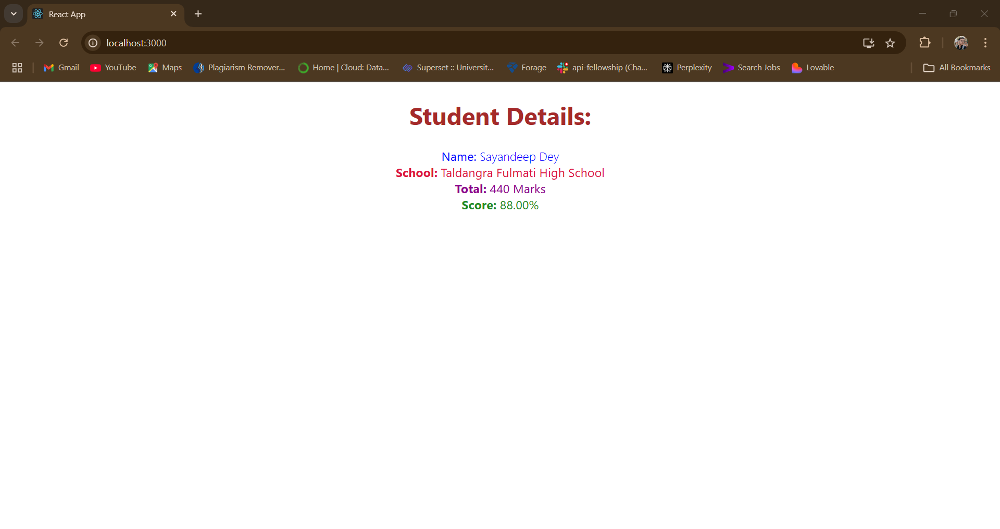 React App
localhost:3000
Gmail YouTube Maps Plagiarism Remover... Home | Cloud: Data... Superset :: Universit... Forage api-fellowship (Cha... Perplexity Search Jobs Lovable All Bookmarks
Student Details:
Name: Sayandeep Dey
School: Taldangra Fulmati High School
Total: 440 Marks
Score: 88.00%